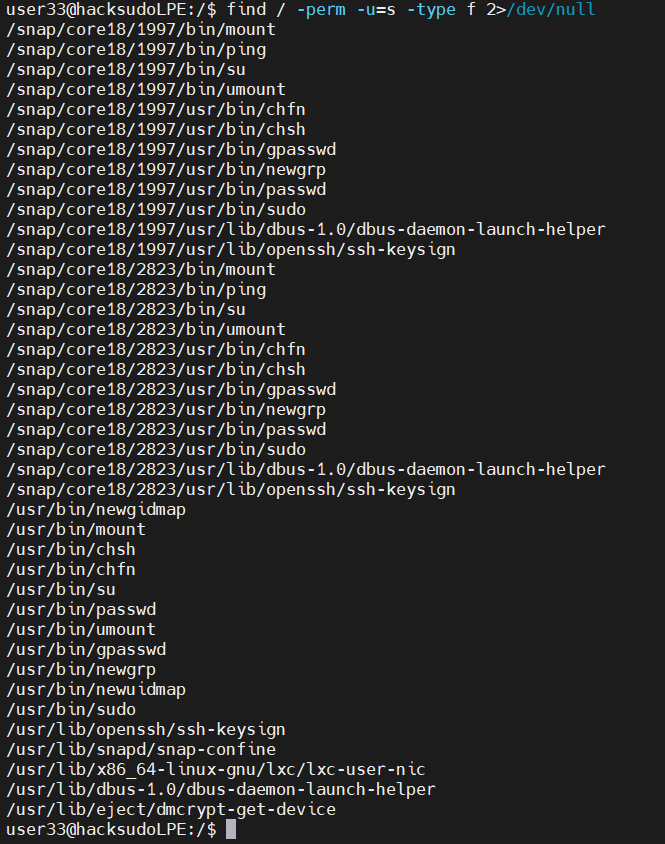 user33@hacksudoLPE:/$ find / -perm -u=s -type f 2>/dev/null
/snap/core18/1997/bin/mount
/snap/core18/1997/bin/ping
/snap/core18/1997/bin/su
/snap/core18/1997/bin/umount
/snap/core18/1997/usr/bin/chfn
/snap/core18/1997/usr/bin/chsh
/snap/core18/1997/usr/bin/gpasswd
/snap/core18/1997/usr/bin/newgrp
/snap/core18/1997/usr/bin/passwd
/snap/core18/1997/usr/bin/sudo
/snap/core18/1997/usr/lib/dbus-1.0/dbus-daemon-launch-helper
/snap/core18/1997/usr/lib/openssh/ssh-keysign
/snap/core18/2823/bin/mount
/snap/core18/2823/bin/ping
/snap/core18/2823/bin/su
/snap/core18/2823/bin/umount
/snap/core18/2823/usr/bin/chfn
/snap/core18/2823/usr/bin/chsh
/snap/core18/2823/usr/bin/gpasswd
/snap/core18/2823/usr/bin/newgrp
/snap/core18/2823/usr/bin/passwd
/snap/core18/2823/usr/bin/sudo
/snap/core18/2823/usr/lib/dbus-1.0/dbus-daemon-launch-helper
/snap/core18/2823/usr/lib/openssh/ssh-keysign
/usr/bin/newgidmap
/usr/bin/mount
/usr/bin/chsh
/usr/bin/chfn
/usr/bin/su
/usr/bin/passwd
/usr/bin/umount
/usr/bin/gpasswd
/usr/bin/newgrp
/usr/bin/newuidmap
/usr/bin/sudo
/usr/lib/openssh/ssh-keysign
/usr/lib/snapd/snap-confine
/usr/lib/x86_64-linux-gnu/lxc/lxc-user-nic
/usr/lib/dbus-1.0/dbus-daemon-launch-helper
/usr/lib/eject/dmcrypt-get-device
user33@hacksudoLPE:/$